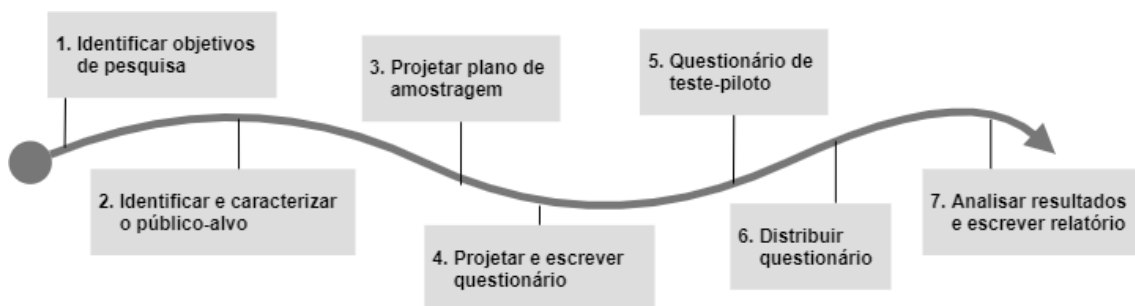 1. Identificar objetivos
de pesquisa
2. Identificar e caracterizar
o público-alvo
3. Projetar plano de
amostragem
4. Projetar e escrever
questionário
5. Questionário de
teste-piloto
6. Distribuir
questionário
7. Analisar resultados
e escrever relatório